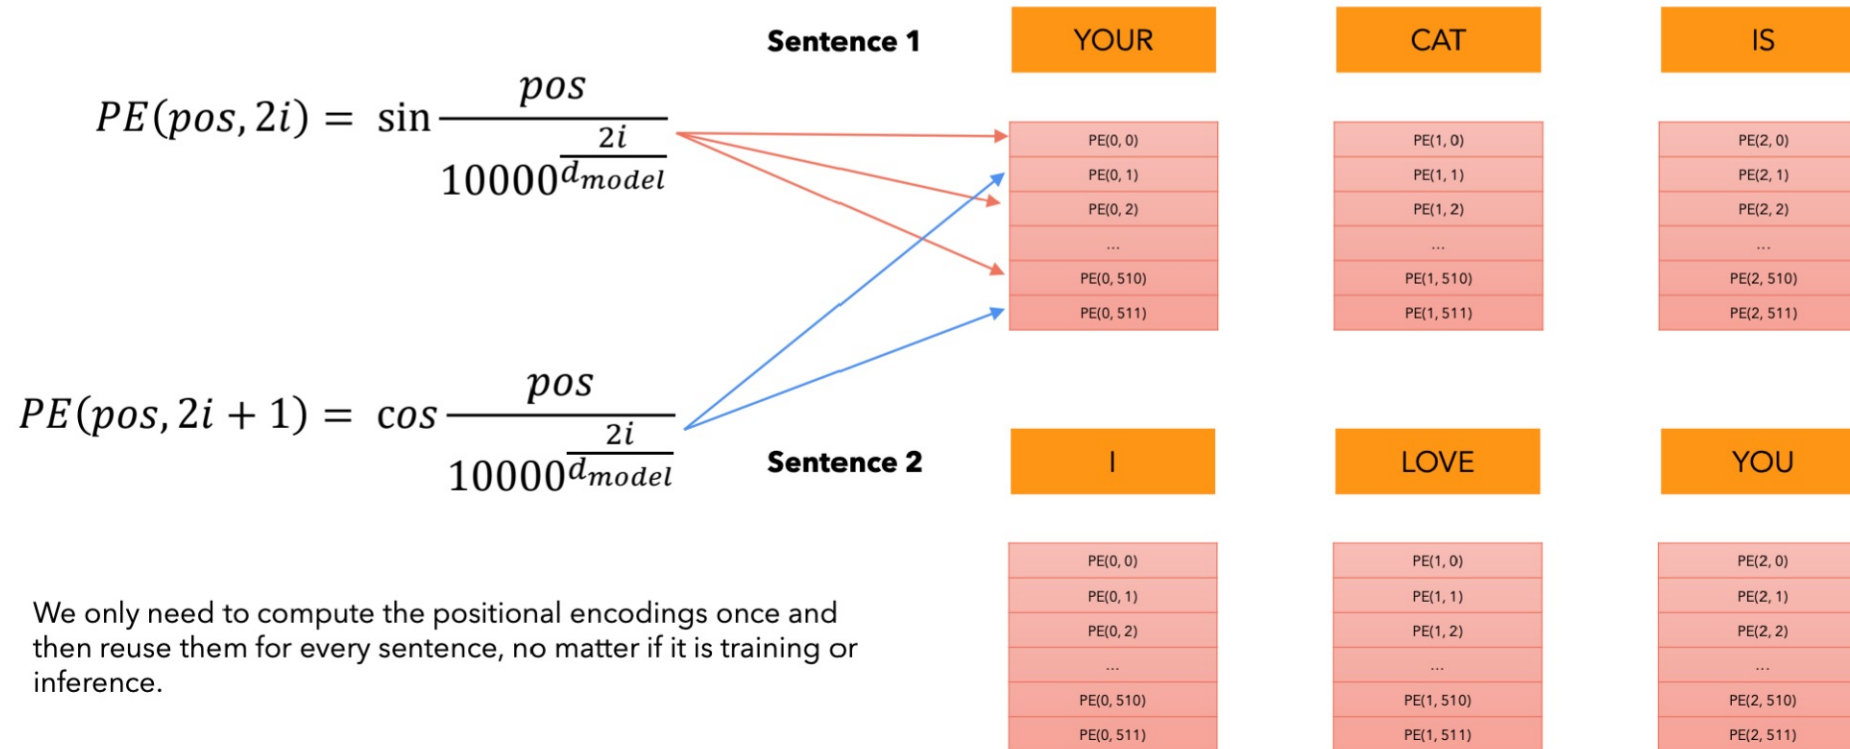 Sentence 1
YOUR
CAT
IS
PE(pos, 2i) = sin pos / 10000^(2i / d_model)
PE(0, 0)
PE(1, 0)
PE(2, 0)
PE(0, 1)
PE(1, 1)
PE(2, 1)
PE(0, 2)
PE(1, 2)
PE(2, 2)
...
...
...
PE(0, 510)
PE(1, 510)
PE(2, 510)
PE(0, 511)
PE(1, 511)
PE(2, 511)
PE(pos, 2i + 1) = cos pos / 10000^(2i / d_model)
Sentence 2
I
LOVE
YOU
PE(0, 0)
PE(1, 0)
PE(2, 0)
PE(0, 1)
PE(1, 1)
PE(2, 1)
PE(0, 2)
PE(1, 2)
PE(2, 2)
...
...
...
PE(0, 510)
PE(1, 510)
PE(2, 510)
PE(0, 511)
PE(1, 511)
PE(2, 511)
We only need to compute the positional encodings once and
then reuse them for every sentence, no matter if it is training or
inference.